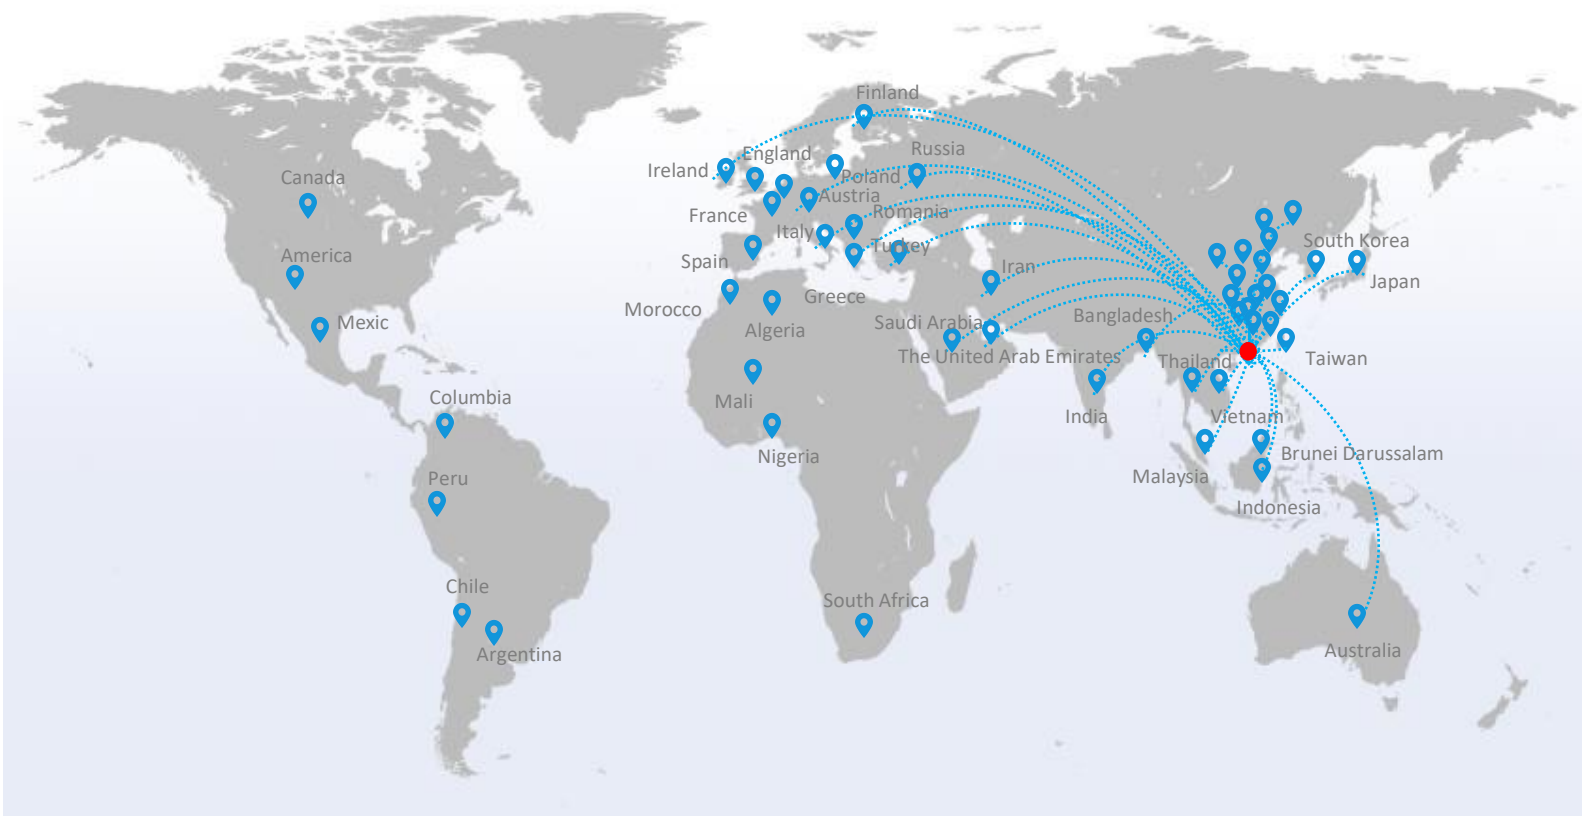 Finland
England
Russia
Ireland
Poland
Canada
Austria
France
Romania
Italy
South Korea
Turkey
America
Spain
Iran
Japan
Greece
Morocco
Bangladesh
Mexic
Saudi Arabia
Algeria
The United Arab Emirates
Thailand
Taiwan
Columbia
Mali
India
Vietnam
Nigeria
Brunei Darussalam
Peru
Malaysia
Indonesia
Chile
South Africa
Argentina
Australia